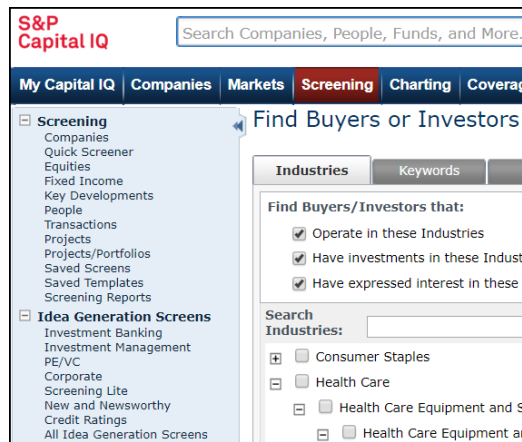 S&P
Capital IQ
Search Companies, People, Funds, and More.
My Capital IQ Companies Markets Screening Charting Coverag
Screening
Companies
Quick Screener
Equities
Fixed Income
Key Developments
People
Transactions
Projects
Projects/Portfolios
Saved Screens
Saved Templates
Screening Reports
Idea Generation Screens
Investment Banking
Investment Management
PE/VC
Corporate
Screening Lite
New and Newsworthy
Credit Ratings
All Idea Generation Screens
Find Buyers or Investors
Industries Keywords
Find Buyers/Investors that:
Operate in these Industries
Have investments in these Indust
Have expressed interest in these
Search
Industries:
Consumer Staples
Health Care
Health Care Equipment and S
Health Care Equipment a